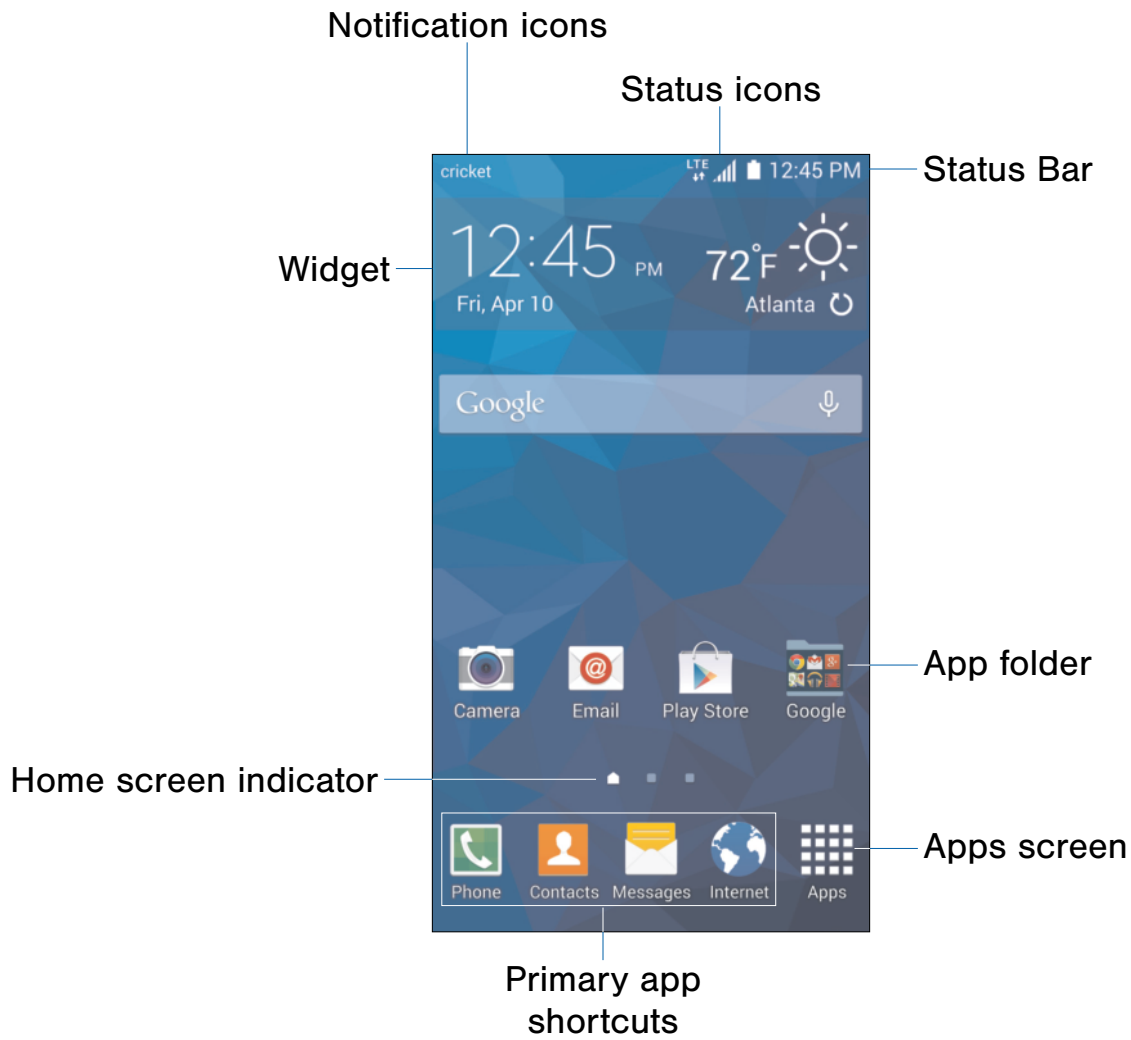 Notification icons
Status icons
cricket
LTE
12:45 PM
Status Bar
Widget
12:45 PM
72°F
Fri, Apr 10
Atlanta
Google
App folder
Camera
Email
Play Store
Google
Home screen indicator
Apps screen
Phone
Contacts
Messages
Internet
Apps
Primary app
shortcuts